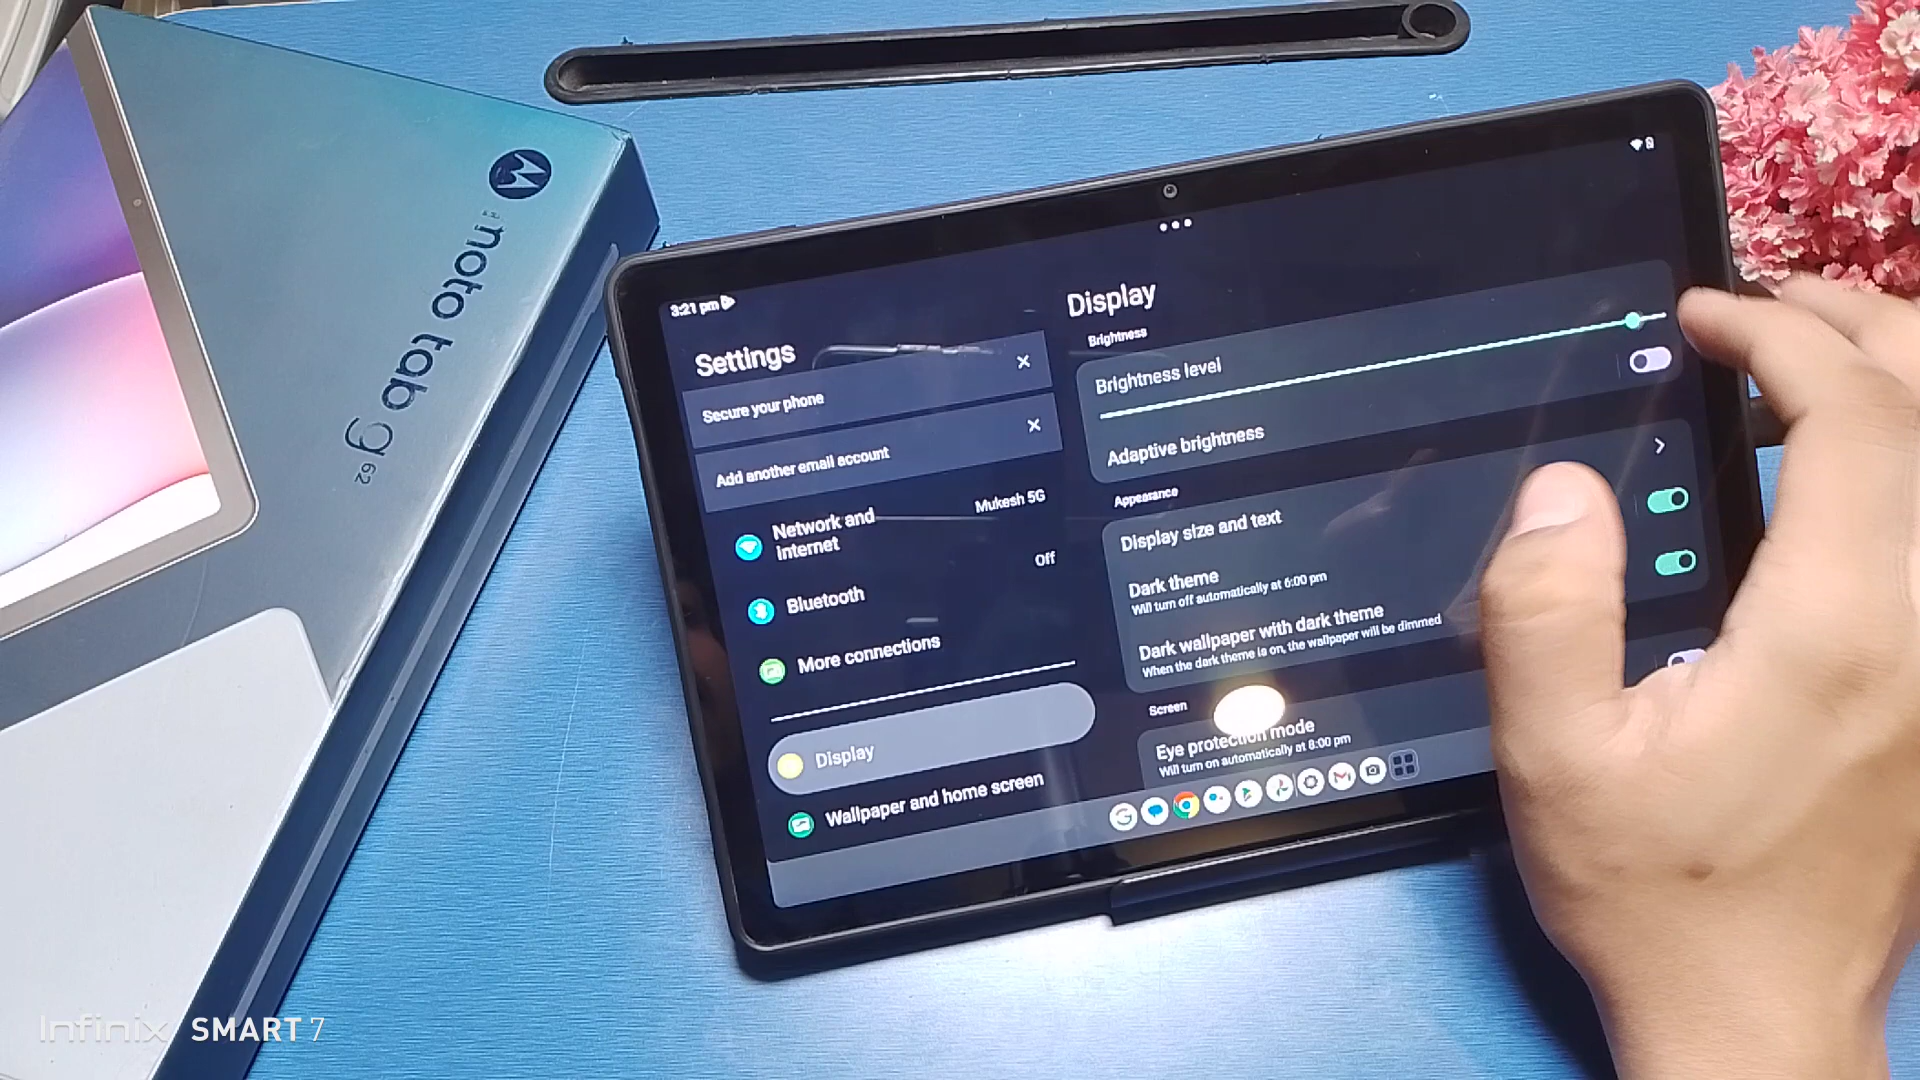 moto tab g62
3:21 pm
Settings
Secure your phone
Add another email account
Network and
internet
Mukesh 5G
Bluetooth
Off
More connections
Display
Wallpaper and home screen
Display
Brightness
Brightness level
Adaptive brightness
Appearance
Display size and text
Dark theme
Will turn off automatically at 6:00 pm
Dark wallpaper with dark theme
When the dark theme is on, the wallpaper will be dimmed
Screen
Eye protection mode
Will turn on automatically at 8:00 pm
Infinix SMART 7